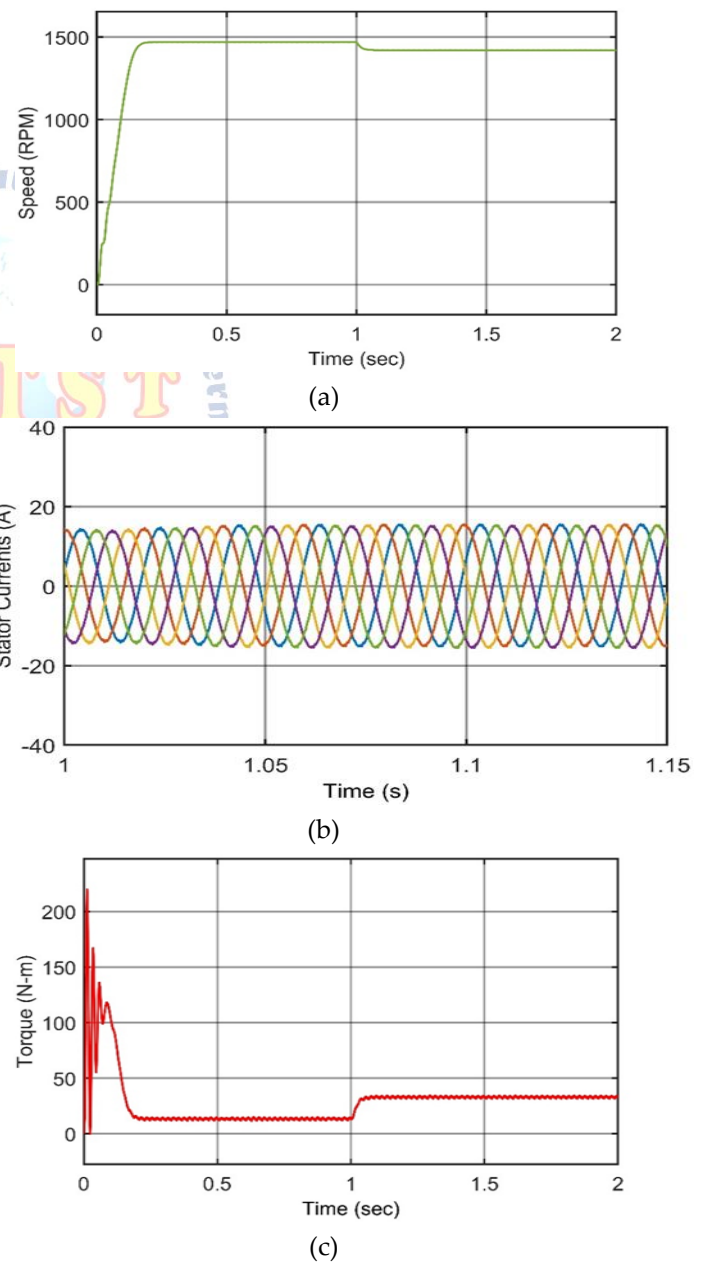 1500
1000
500
0
Speed (RPM)
0 0.5 1 1.5 2
Time (sec)
(a)
40
20
0
-20
-40
Stator Currents (A)
1 1.05 1.1 1.15
Time (s)
(b)
200
150
100
50
0
Torque (N-m)
0 0.5 1 1.5 2
Time (sec)
(c)